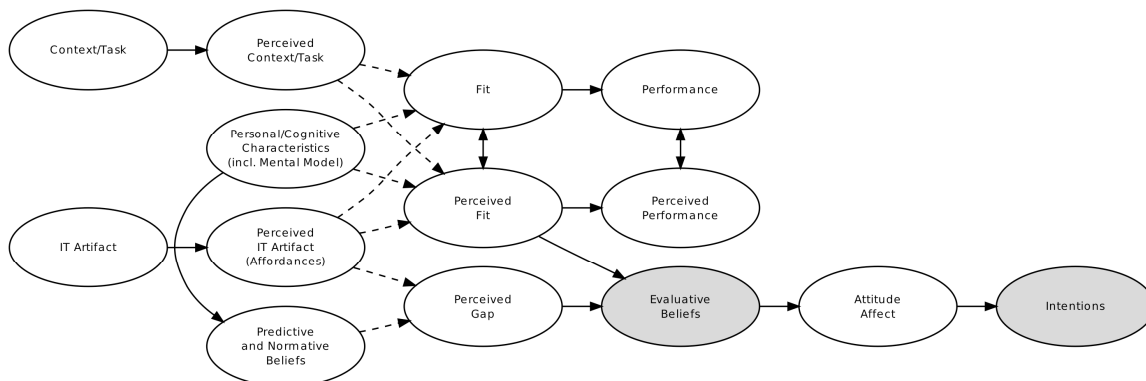 Context/Task
Perceived
Context/Task
Fit
Performance
Personal/Cognitive
Characteristics
(incl. Mental Model)
IT Artifact
Perceived
IT Artifact
(Affordances)
Perceived
Fit
Perceived
Performance
Predictive
and Normative
Beliefs
Perceived
Gap
Evaluative
Beliefs
Attitude
Affect
Intentions